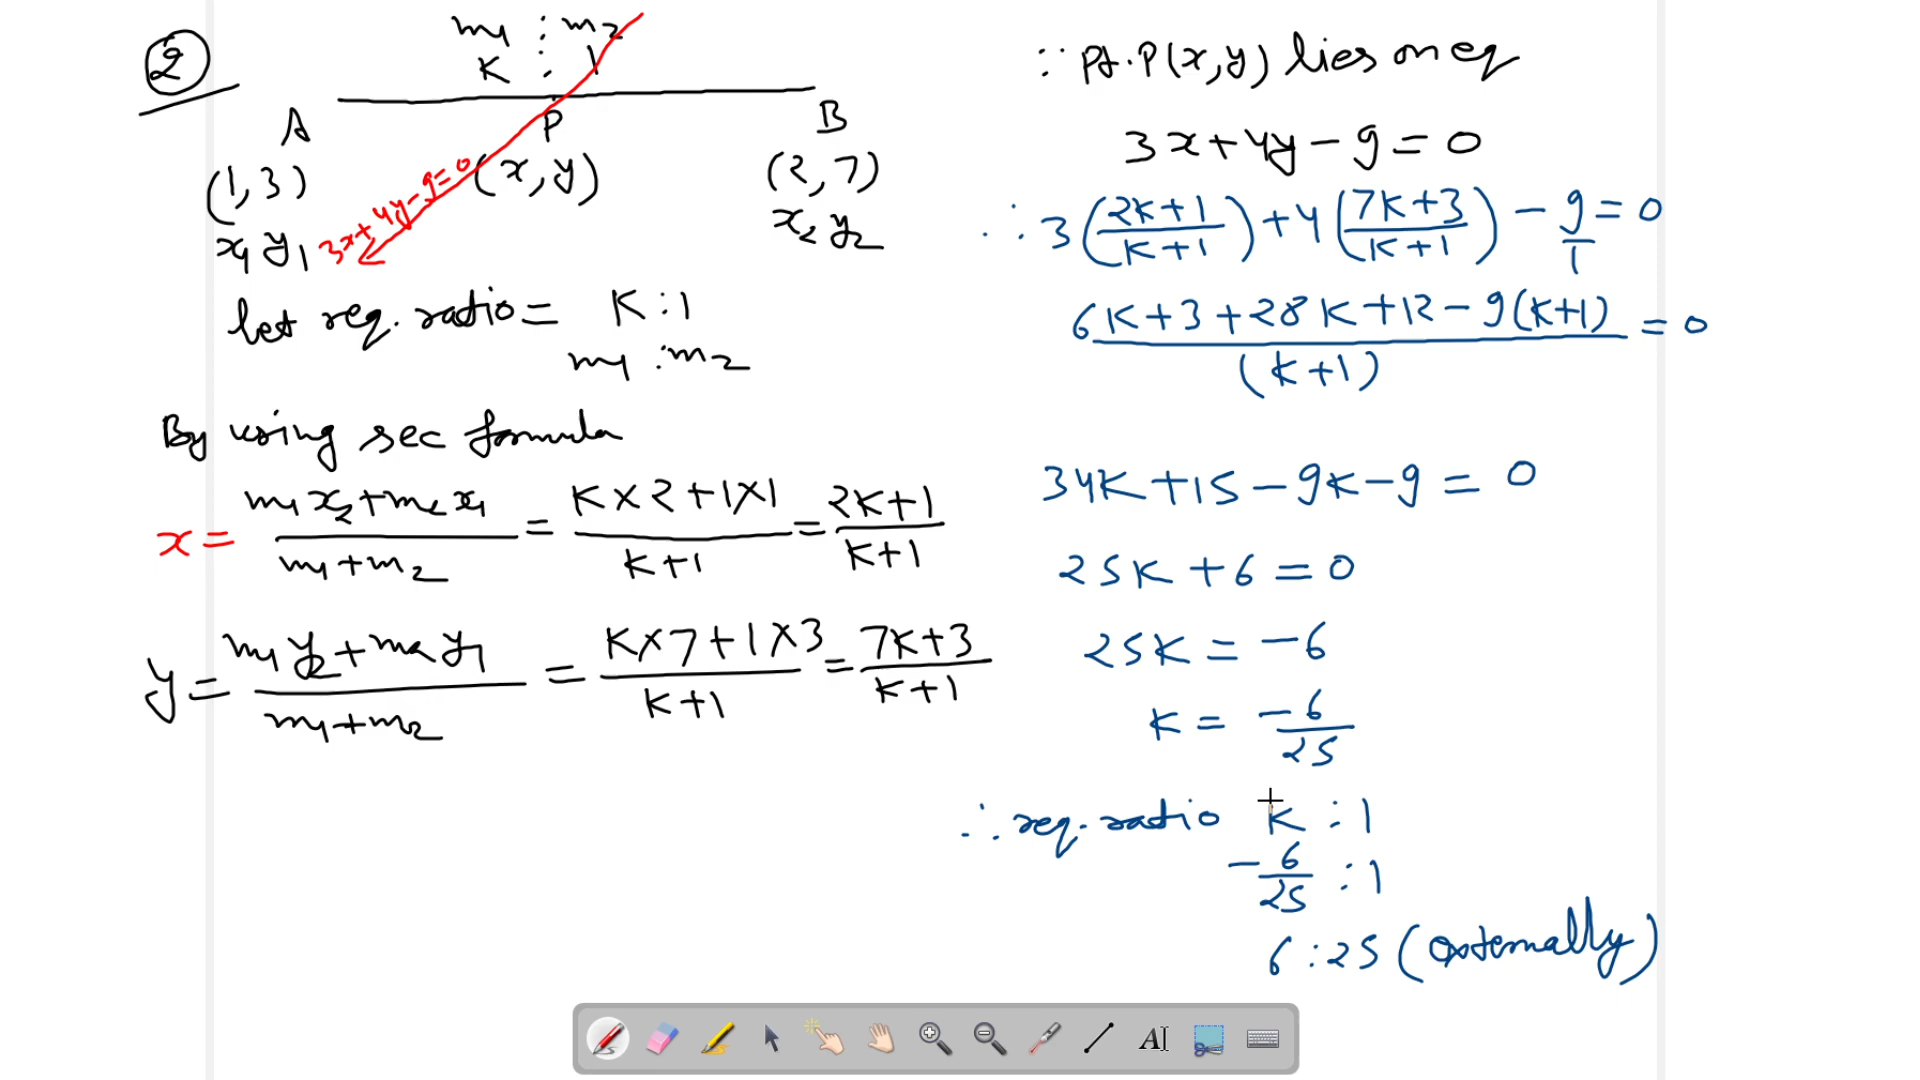 2
m1 : m2
K : 1
A
P
B
(1,3)
(x,y)
(2,7)
x1 y1
3x+4y-9=0
x2 y2
let req. ratio = K:1
m1 : m2
By using sec formula
x = m1x2+m2x1/m1+m2 = K×2+1×1/K+1 = 2K+1/K+1
y = m1y2+m2y1/m1+m2 = K×7+1×3/K+1 = 7K+3/K+1
∵ Pt. P(x,y) lies on eq
3x+4y-9=0
∴ 3(2K+1/K+1)+4(7K+3/K+1)-9/1=0
6K+3+28K+12-9(K+1)/(K+1) = 0
34K+15-9K-9 = 0
25K+6=0
25K = -6
K = -6/25
∴ req. ratio K:1
-6/25 : 1
6:25 (externally)
AI